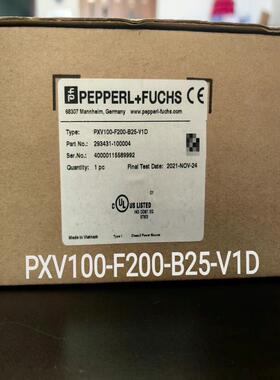 PEPPERL+FUCHS CE
68307 Mannheim, Germany www.pepperl-fuchs.com
Type: PXV100-F200-B25-V1D
Part No.: 293431-100004
Ser.No.: 40000115589992
Quantity: 1 pc Final Test Date: 2021-NOV-24
UL US LISTED
Made in Vietnam
PXV100-F200-B25-V1D